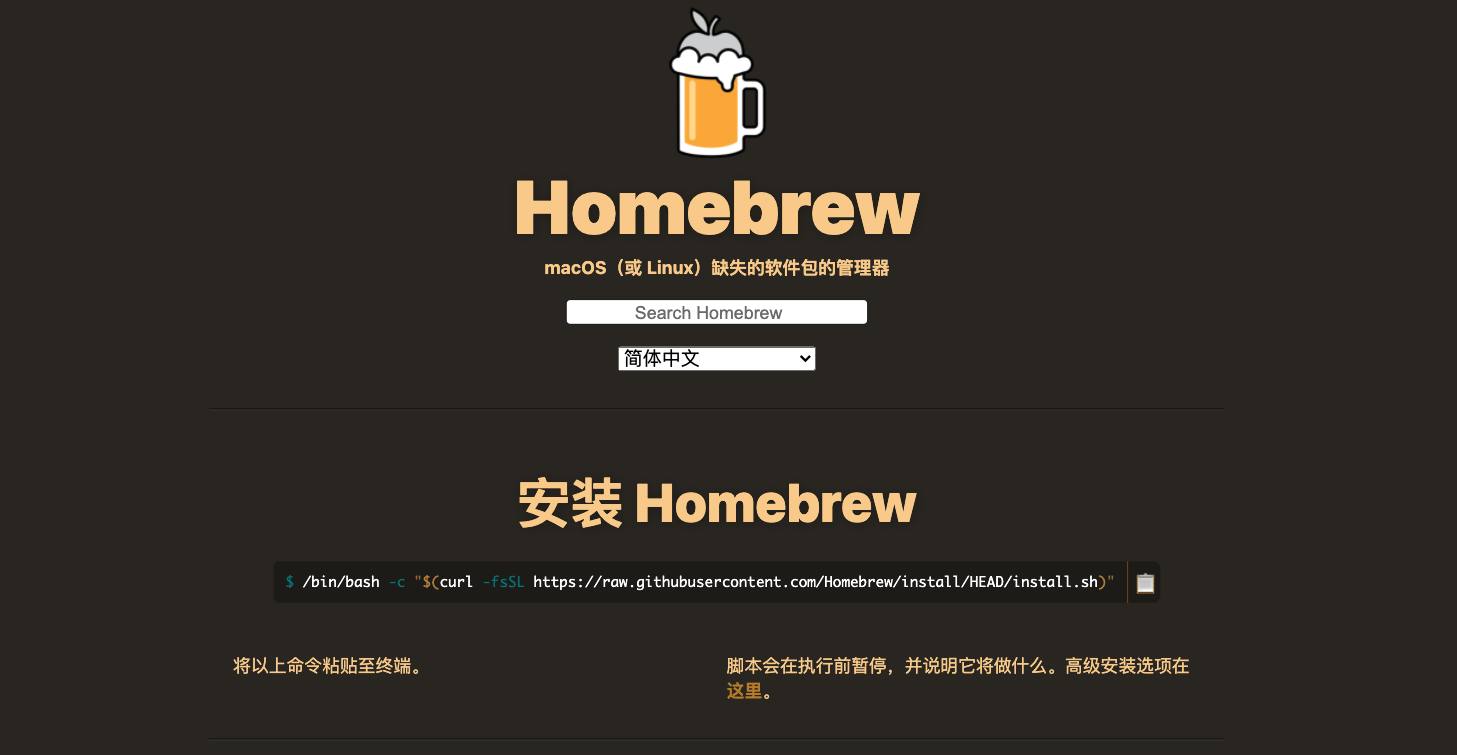 Homebrew
macOS（或 Linux）缺失的软件包的管理器
Search Homebrew
简体中文
安装 Homebrew
$ /bin/bash -c "$(curl -fsSL https://raw.githubusercontent.com/Homebrew/install/HEAD/install.sh)"
将以上命令粘贴至终端。
脚本会在执行前暂停，并说明它将做什么。高级安装选项在
这里。